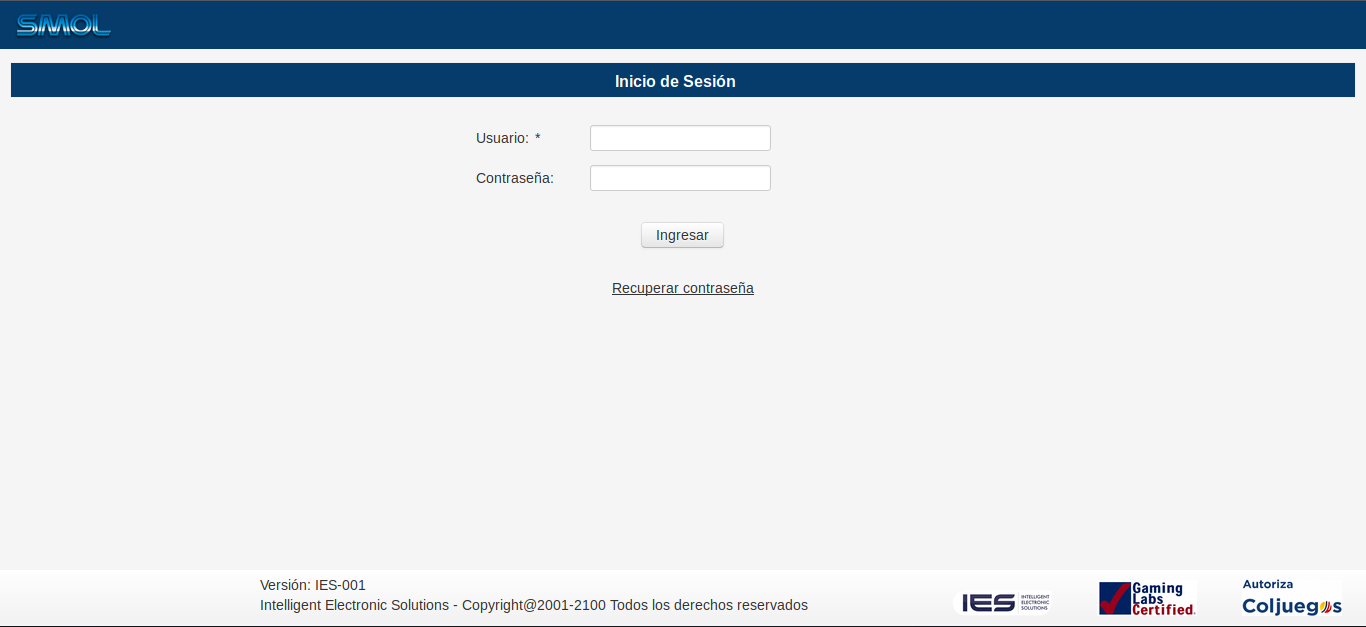 SMOL
Inicio de Sesión
Usuario: *
Contraseña:
Ingresar
Recuperar contraseña
Versión: IES-001
Intelligent Electronic Solutions - Copyright@2001-2100 Todos los derechos reservados
IES
INTELLIGENT
ELECTRONIC
SOLUTIONS
Gaming
Labs
Certified.
Autoriza
Coljuegos